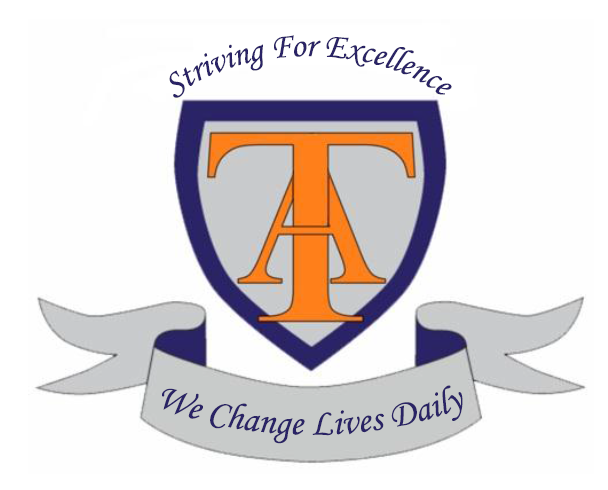 Striving For Excellence
TA
We Change Lives Daily